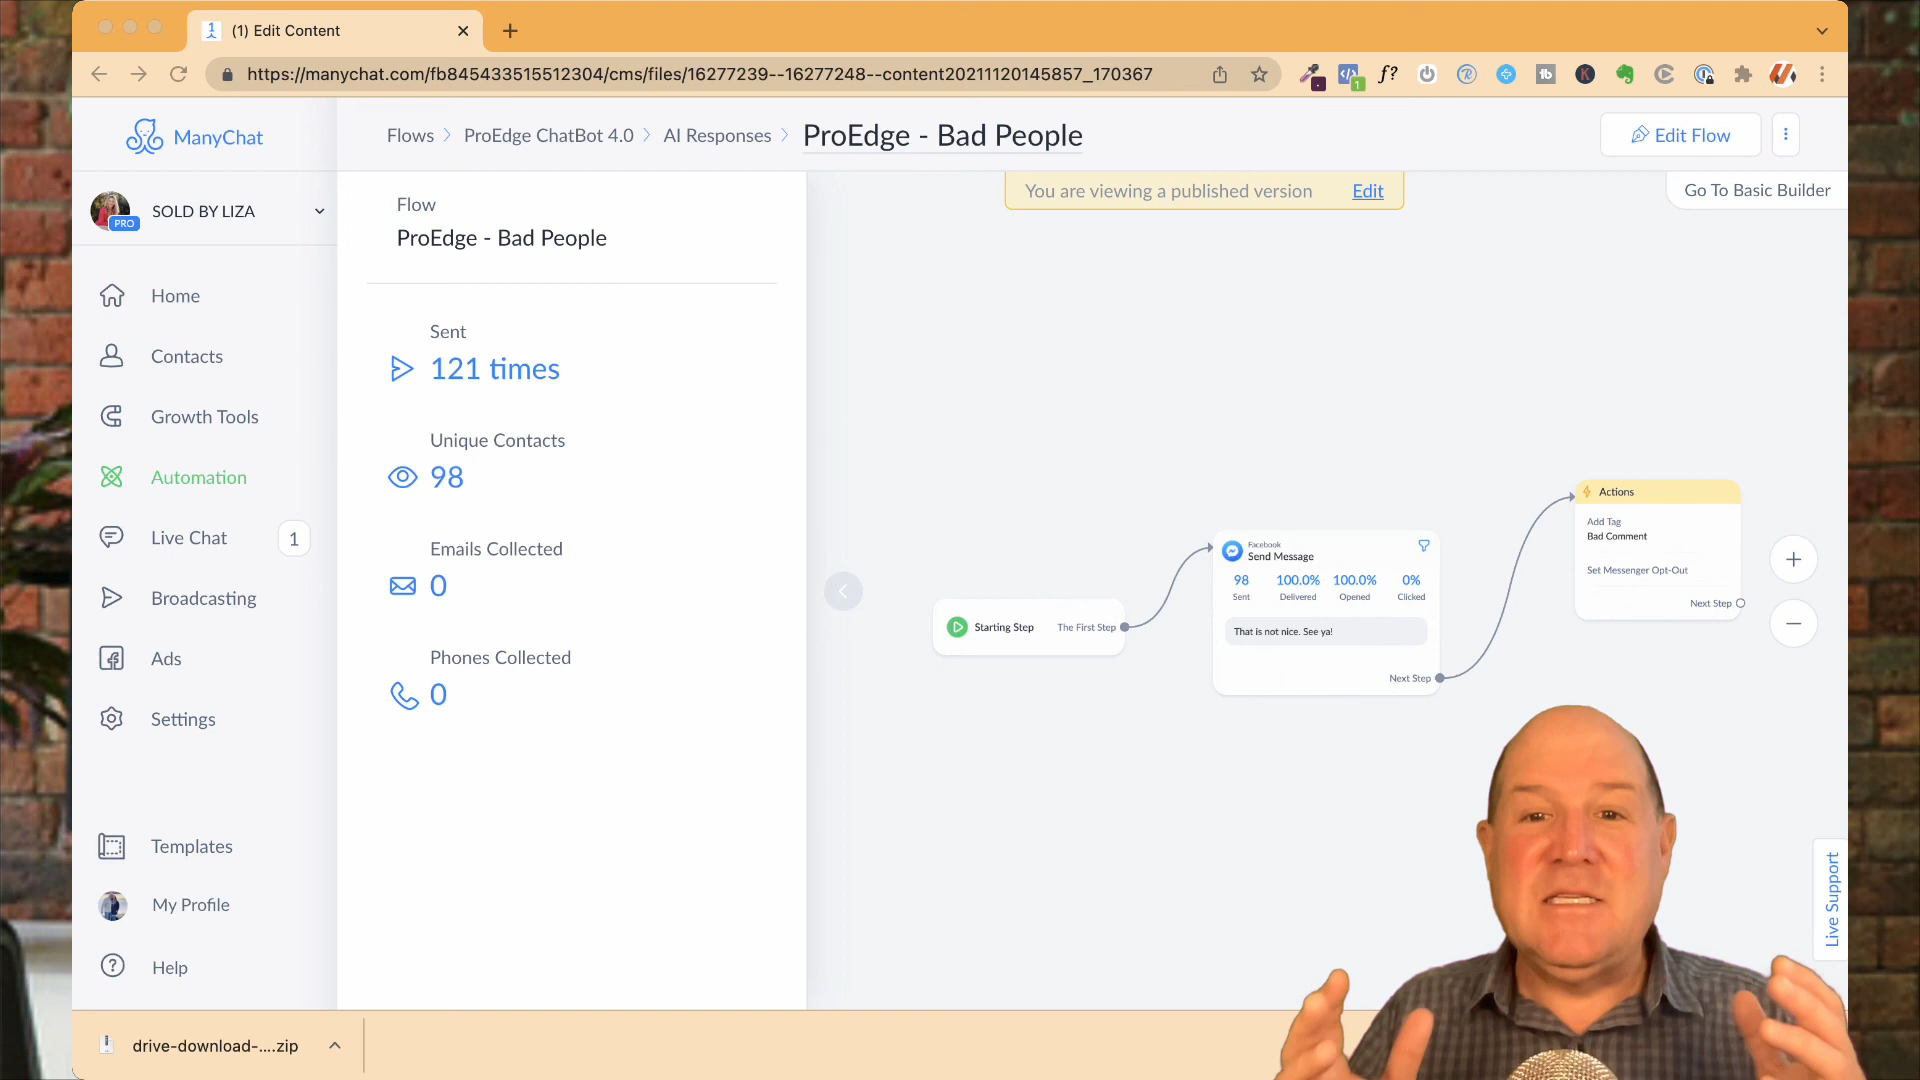 (1) Edit Content
https://manychat.com/fb845433515512304/cms/files/16277239--16277248--content20211120145857_170367
f?
1
tb
K
ManyChat
Flows
ProEdge ChatBot 4.0
AI Responses
ProEdge - Bad People
Edit Flow
You are viewing a published version
Edit
Go To Basic Builder
PRO
SOLD BY LIZA
Home
Contacts
Growth Tools
Automation
Live Chat
1
Broadcasting
Ads
Settings
Templates
My Profile
Help
Flow
ProEdge - Bad People
Sent
121 times
Unique Contacts
98
Emails Collected
0
Phones Collected
0
Starting Step
The First Step
Facebook
Send Message
98 100.0% 100.0% 0%
Sent Delivered Opened Clicked
That is not nice. See ya!
Next Step
Actions
Add Tag
Bad Comment
Set Messenger Opt-Out
Next Step
Live Support
drive-download-....zip